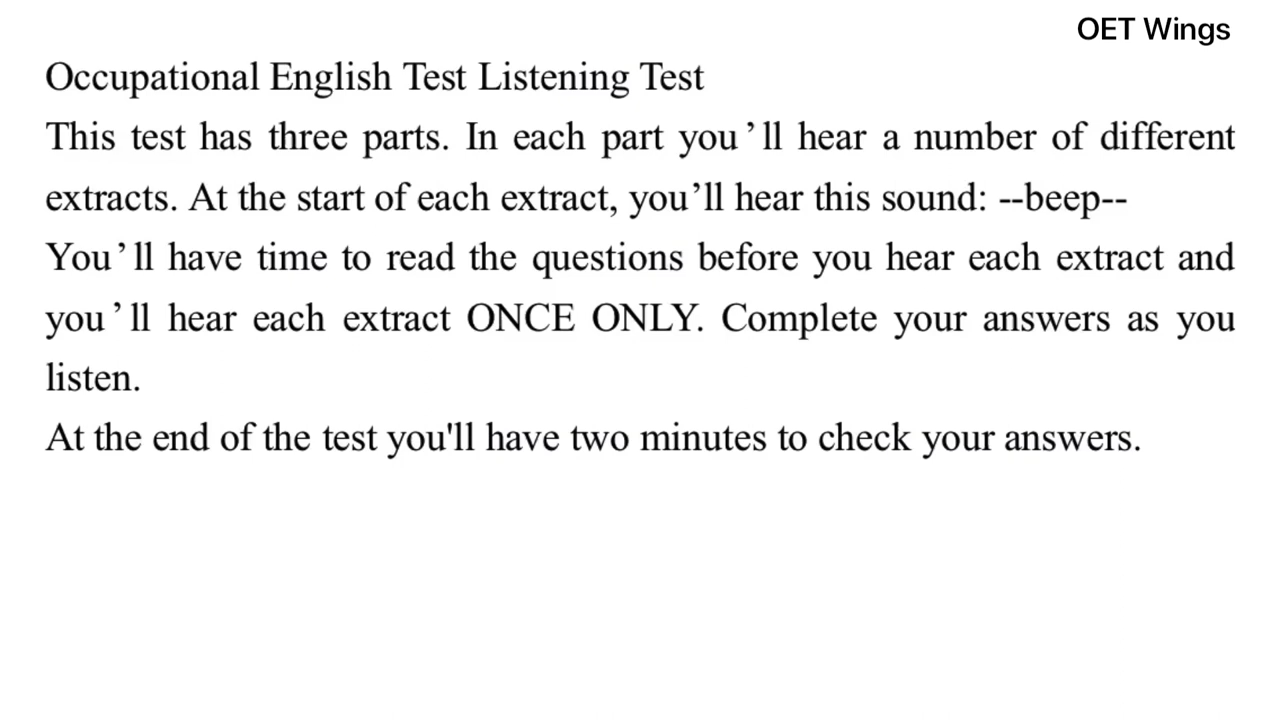 OET Wings
Occupational English Test Listening Test
This test has three parts. In each part you’ll hear a number of different
extracts. At the start of each extract, you’ll hear this sound: --beep--
You’ll have time to read the questions before you hear each extract and
you’ll hear each extract ONCE ONLY. Complete your answers as you
listen.
At the end of the test you'll have two minutes to check your answers.